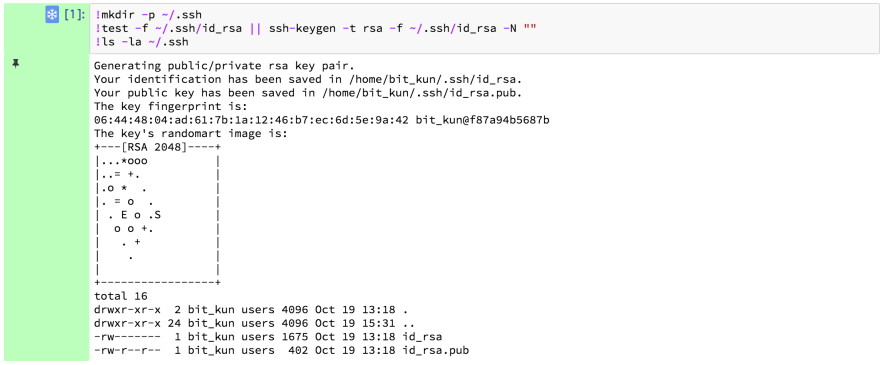 [1]: !mkdir -p ~/.ssh
!test -f ~/.ssh/id_rsa || ssh-keygen -t rsa -f ~/.ssh/id_rsa -N ""
!ls -la ~/.ssh
Generating public/private rsa key pair.
Your identification has been saved in /home/bit_kun/.ssh/id_rsa.
Your public key has been saved in /home/bit_kun/.ssh/id_rsa.pub.
The key fingerprint is:
06:44:48:04:ad:61:7b:1a:12:46:b7:ec:6d:5e:9a:42 bit_kun@f87a94b5687b
The key's randomart image is:
+---[RSA 2048]----+
|...*ooo          |
|..= +.           |
|.o *  .          |
|. = o  .         |
| . E o .S        |
|  o o +.         |
|   . +           |
|    .            |
|                 |
+-----------------+
total 16
drwxr-xr-x  2 bit_kun users 4096 Oct 19 13:18 .
drwxr-xr-x 24 bit_kun users 4096 Oct 19 15:31 ..
-rw-------  1 bit_kun users 1675 Oct 19 13:18 id_rsa
-rw-r--r--  1 bit_kun users  402 Oct 19 13:18 id_rsa.pub